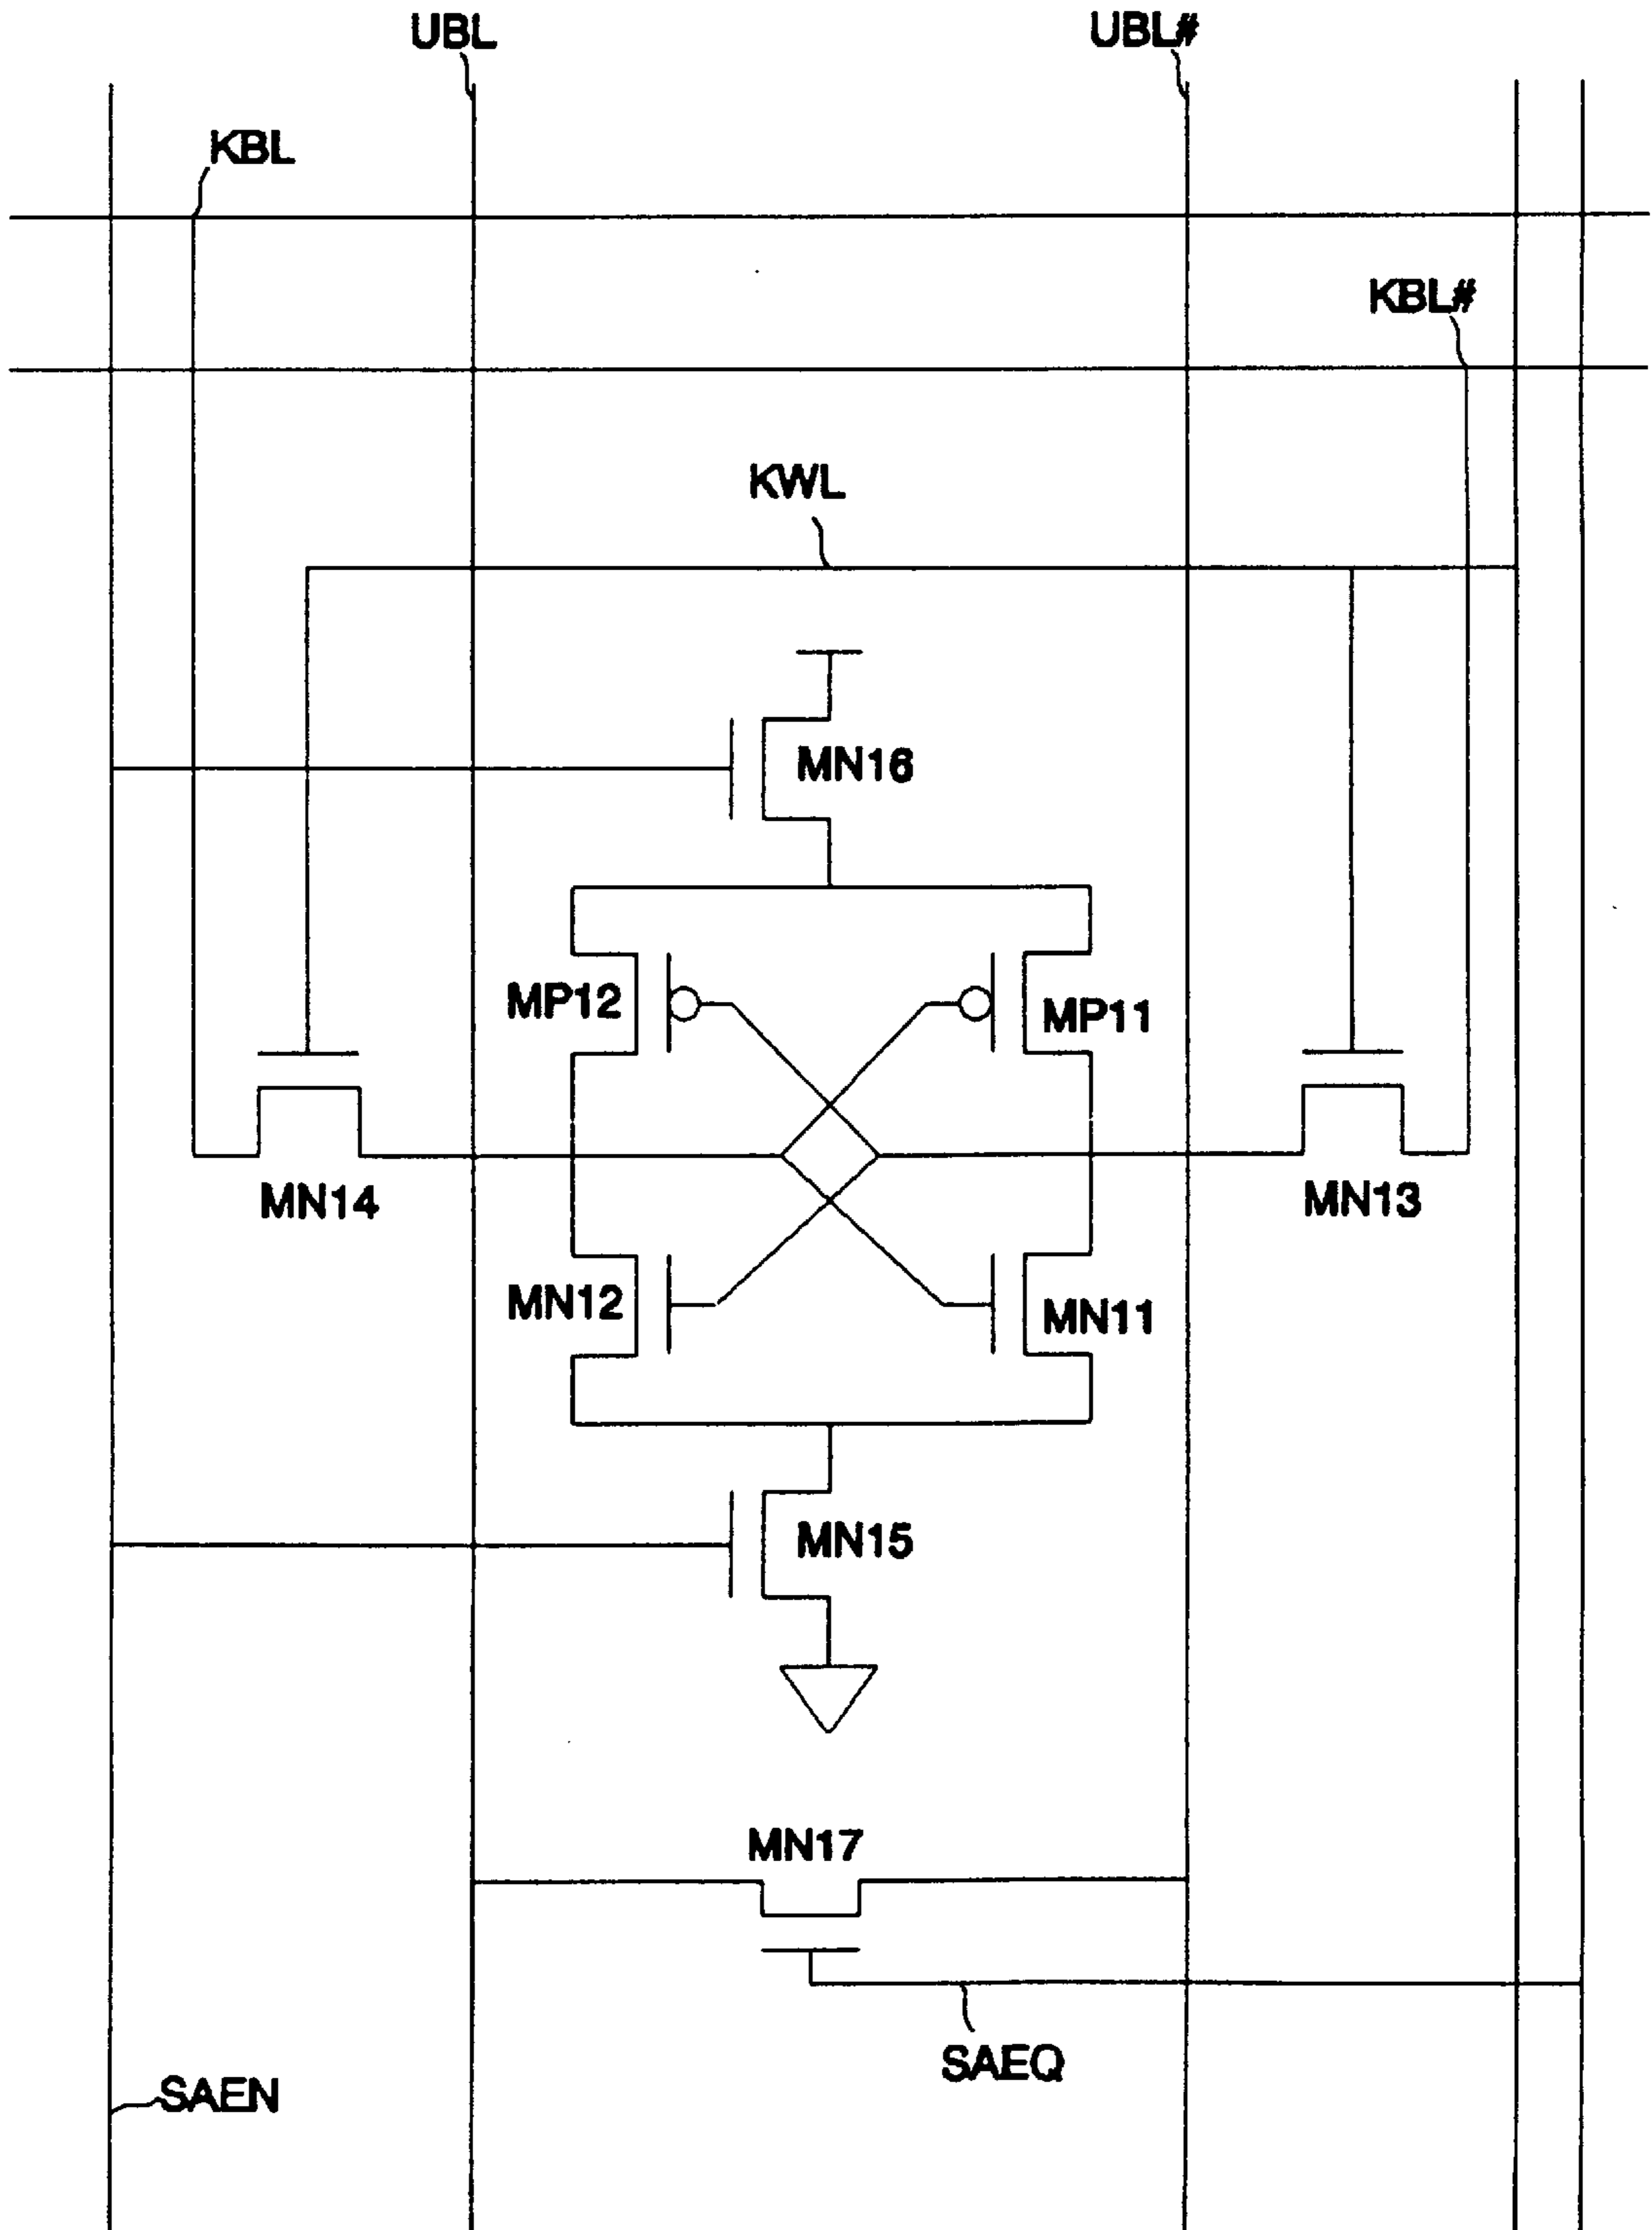 UBL
UBL#
KBL
KBL#
KWL
MN16
MP12
MP11
MN14
MN13
MN12
MN11
MN15
MN17
SAEQ
SAEN